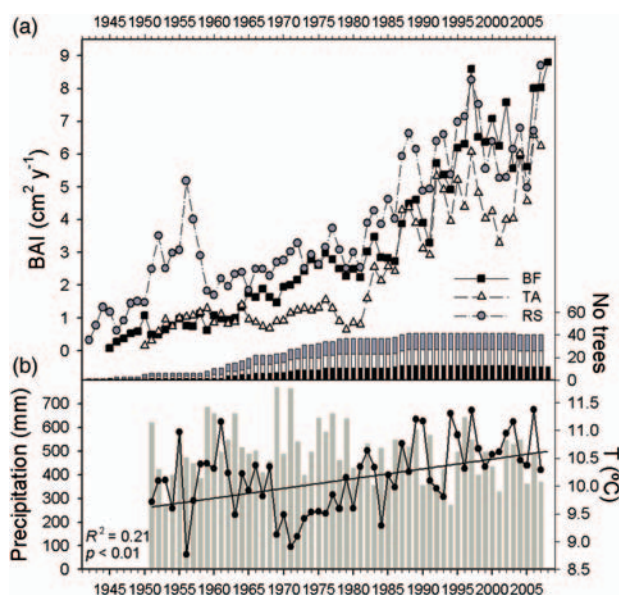 1945 1950 1955 1960 1965 1970 1975 1980 1985 1990 1995 2000 2005
(a)
9
8
7
6
5
4
3
2
1
0
BAI (cm² y⁻¹)
BF
TA
RS
60
40
20
0
No trees
(b)
700
600
500
400
300
200
100
0
Precipitation (mm)
R² = 0.21
p < 0.01
11.5
11.0
10.5
10.0
9.5
9.0
8.5
T (ºC)
1945 1950 1955 1960 1965 1970 1975 1980 1985 1990 1995 2000 2005